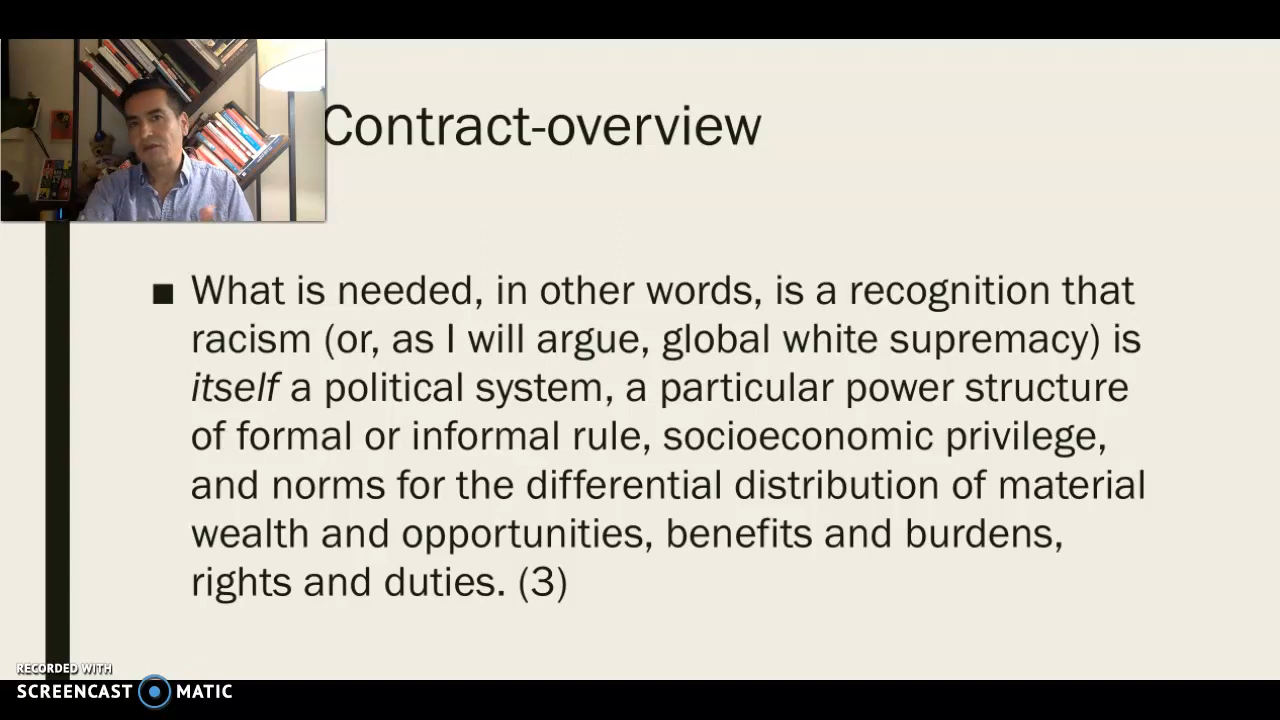 Contract-overview
■ What is needed, in other words, is a recognition that
racism (or, as I will argue, global white supremacy) is
itself a political system, a particular power structure
of formal or informal rule, socioeconomic privilege,
and norms for the differential distribution of material
wealth and opportunities, benefits and burdens,
rights and duties. (3)
RECORDED WITH
SCREENCAST MATIC